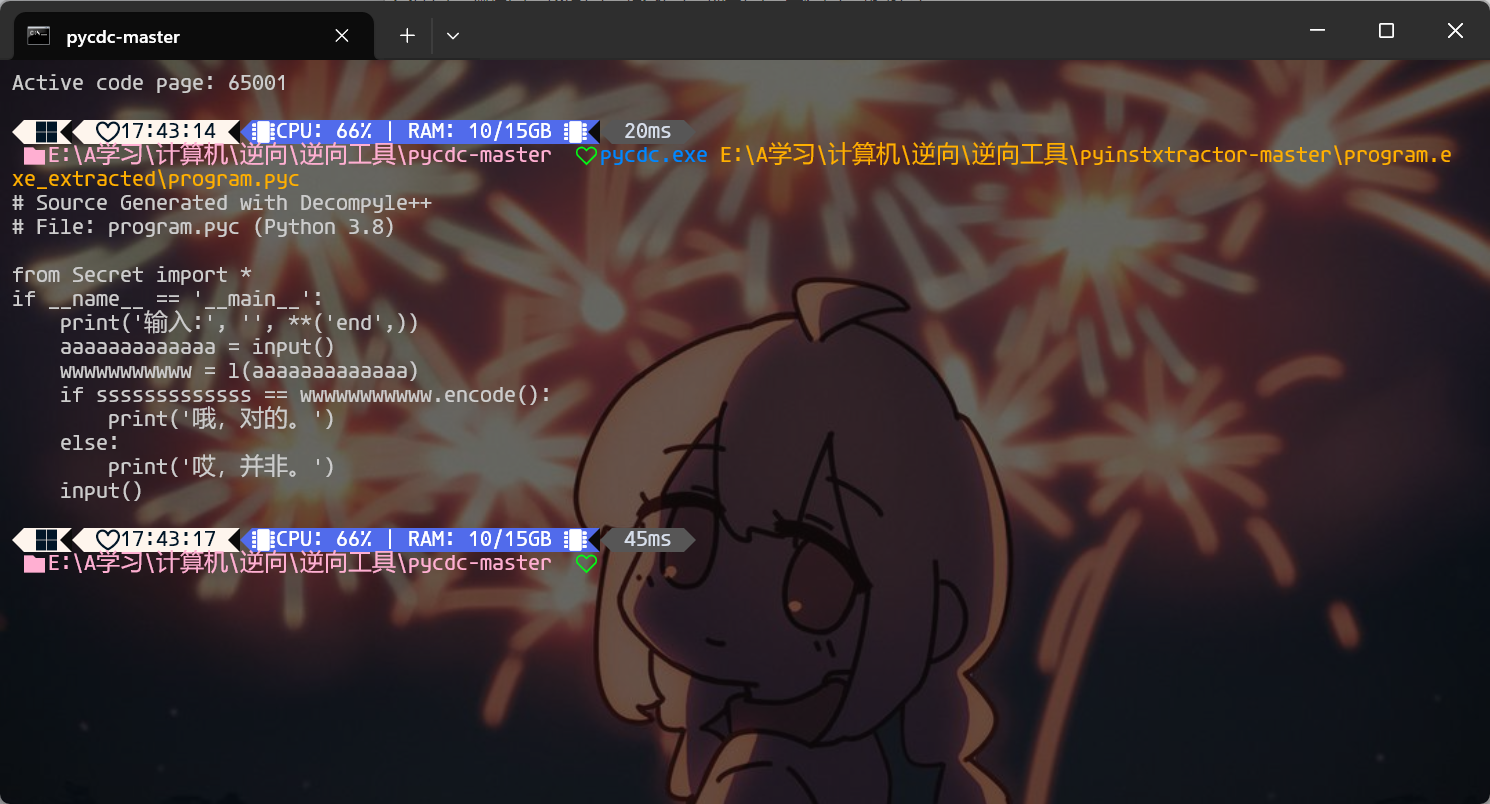 pycdc-master
Active code page: 65001
17:43:14 CPU: 66% | RAM: 10/15GB 20ms
E:\A学习\计算机\逆向\逆向工具\pycdc-master pycdc.exe E:\A学习\计算机\逆向\逆向工具\pyinstxtractor-master\program.e
xe_extracted\program.pyc
# Source Generated with Decompyle++
# File: program.pyc (Python 3.8)
from Secret import *
if __name__ == '__main__':
    print('输入:', '', **('end',))
    aaaaaaaaaaaaa = input()
    wwwwwwwwwww = l(aaaaaaaaaaaaa)
    if sssssssssssss == wwwwwwwwwww.encode():
        print('哦，对的。')
    else:
        print('哎，并非。')
    input()
17:43:17 CPU: 66% | RAM: 10/15GB 45ms
E:\A学习\计算机\逆向\逆向工具\pycdc-master